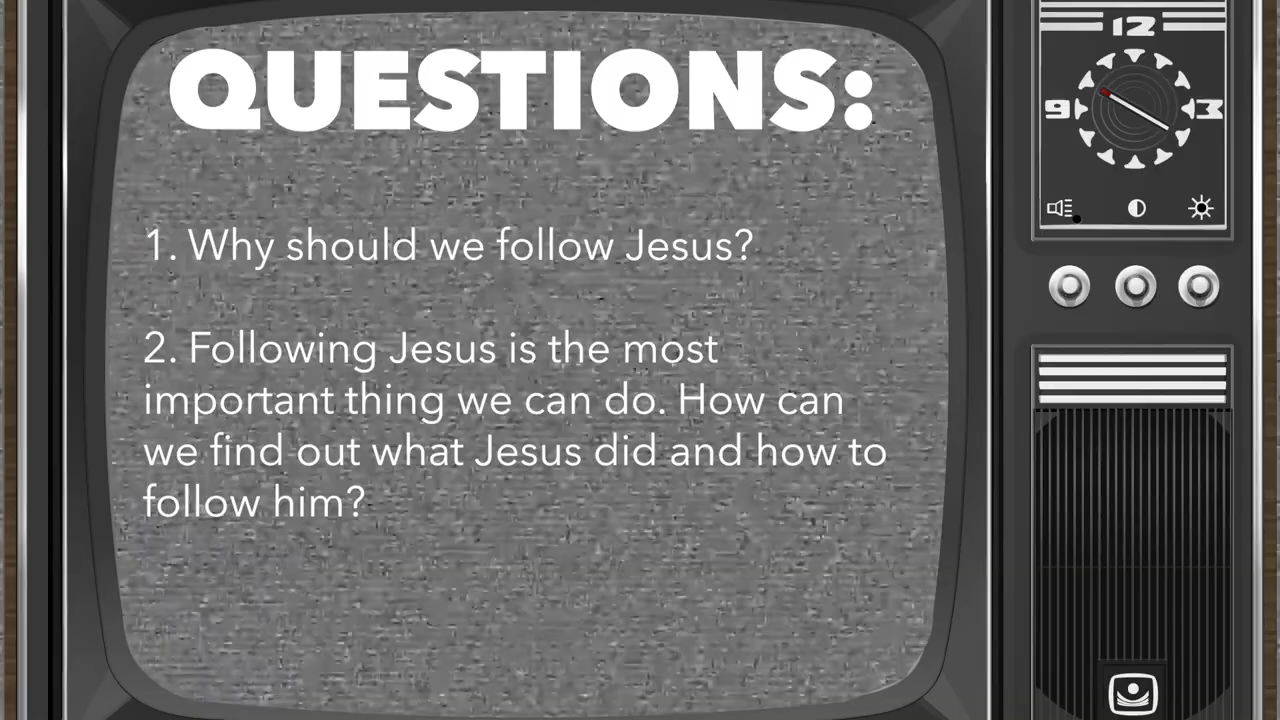 QUESTIONS:
12
9
3
1. Why should we follow Jesus?
2. Following Jesus is the most
important thing we can do. How can
we find out what Jesus did and how to
follow him?